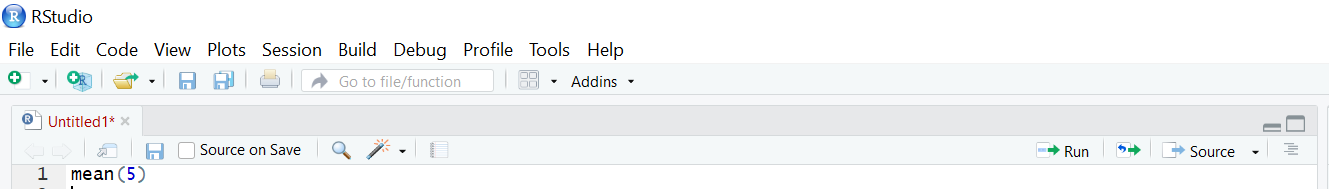 RStudio
File Edit Code View Plots Session Build Debug Profile Tools Help
Go to file/function Addins
Untitled1*
Source on Save Run Source
1 mean(5)